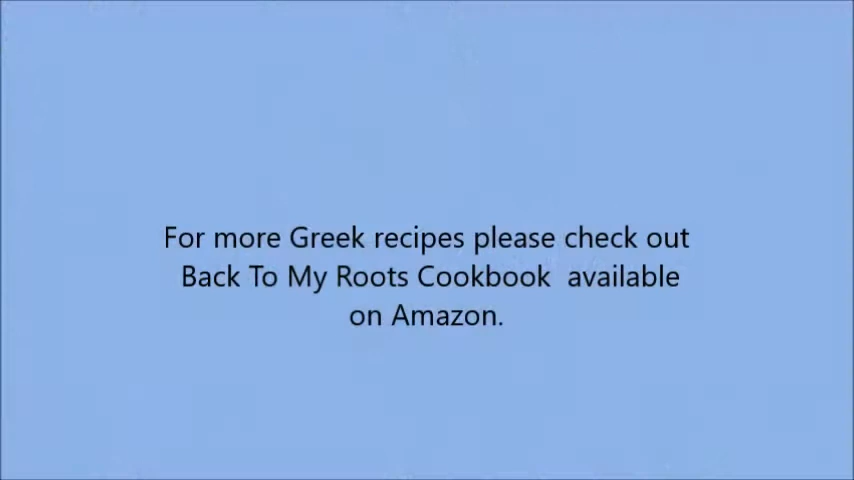 For more Greek recipes please check out
Back To My Roots Cookbook  available
on Amazon.